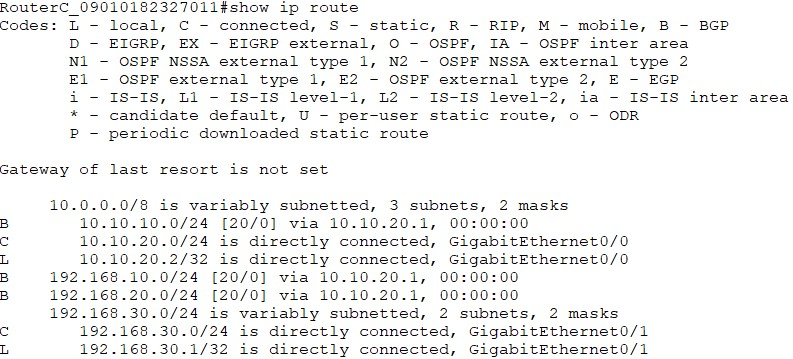 RouterC_09010182327011#show ip route
Codes: L - local, C - connected, S - static, R - RIP, M - mobile, B - BGP
D - EIGRP, EX - EIGRP external, O - OSPF, IA - OSPF inter area
N1 - OSPF NSSA external type 1, N2 - OSPF NSSA external type 2
E1 - OSPF external type 1, E2 - OSPF external type 2, E - EGP
i - IS-IS, L1 - IS-IS level-1, L2 - IS-IS level-2, ia - IS-IS inter area
* - candidate default, U - per-user static route, o - ODR
P - periodic downloaded static route
Gateway of last resort is not set
10.0.0.0/8 is variably subnetted, 3 subnets, 2 masks
B 10.10.10.0/24 [20/0] via 10.10.20.1, 00:00:00
C 10.10.20.0/24 is directly connected, GigabitEthernet0/0
L 10.10.20.2/32 is directly connected, GigabitEthernet0/0
B 192.168.10.0/24 [20/0] via 10.10.20.1, 00:00:00
B 192.168.20.0/24 [20/0] via 10.10.20.1, 00:00:00
192.168.30.0/24 is variably subnetted, 2 subnets, 2 masks
C 192.168.30.0/24 is directly connected, GigabitEthernet0/1
L 192.168.30.1/32 is directly connected, GigabitEthernet0/1